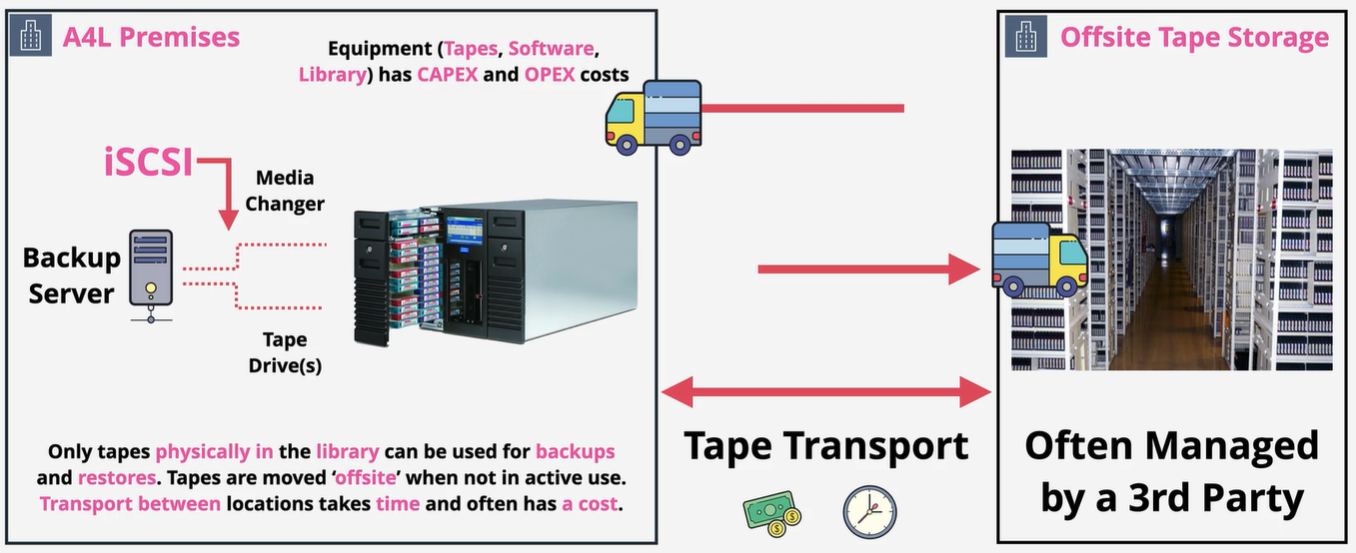 A4L Premises
Equipment (Tapes, Software,
Library) has CAPEX and OPEX costs
iSCSI
Media
Changer
Backup
Server
Tape
Drive(s)
Only tapes physically in the library can be used for backups
and restores. Tapes are moved ‘offsite’ when not in active use.
Transport between locations takes time and often has a cost.
Tape Transport
Offsite Tape Storage
Often Managed
by a 3rd Party